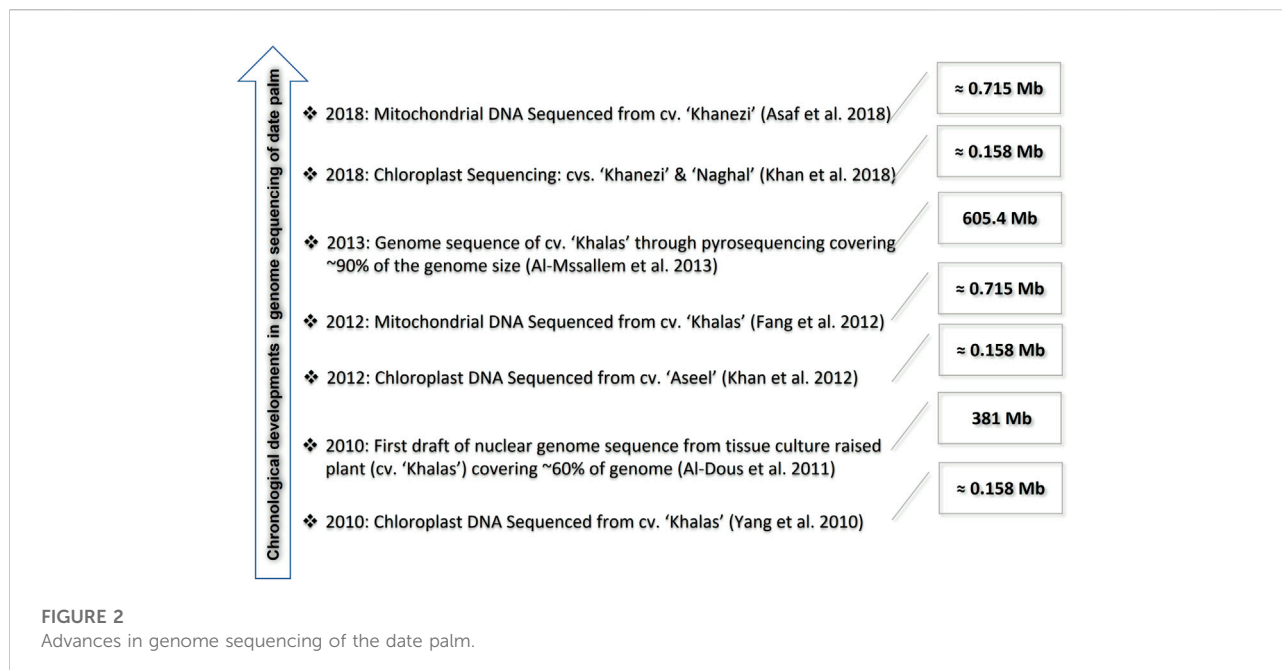 Chronological developments in genome sequencing of date palm
❖ 2018: Mitochondrial DNA Sequenced from cv. ‘Khanezi’ (Asaf et al. 2018)
≈ 0.715 Mb
❖ 2018: Chloroplast Sequencing: cvs. ‘Khanezi’ & ‘Naghal’ (Khan et al. 2018)
≈ 0.158 Mb
❖ 2013: Genome sequence of cv. ‘Khalas’ through pyrosequencing covering
~90% of the genome size (Al-Mssallem et al. 2013)
605.4 Mb
❖ 2012: Mitochondrial DNA Sequenced from cv. ‘Khalas’ (Fang et al. 2012)
≈ 0.715 Mb
❖ 2012: Chloroplast DNA Sequenced from cv. ‘Aseel’ (Khan et al. 2012)
≈ 0.158 Mb
❖ 2010: First draft of nuclear genome sequence from tissue culture raised
plant (cv. ‘Khalas’) covering ~60% of genome (Al-Dous et al. 2011)
381 Mb
❖ 2010: Chloroplast DNA Sequenced from cv. ‘Khalas’ (Yang et al. 2010)
≈ 0.158 Mb
FIGURE 2
Advances in genome sequencing of the date palm.